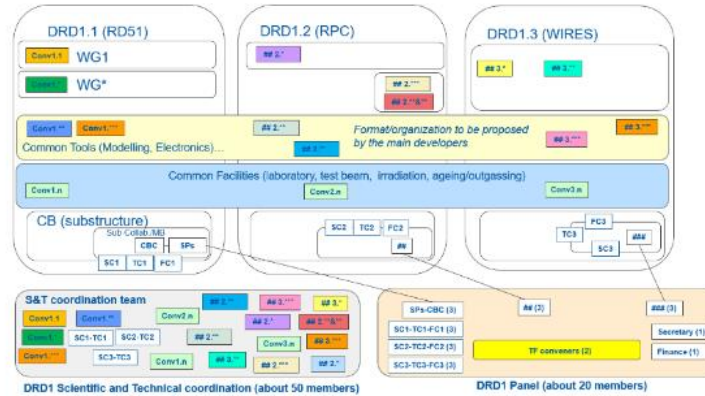 DRD1.1 (RD51)
DRD1.2 (RPC)
DRD1.3 (WIRES)
Conv1.1 WG1
WG*
## 2.*
## 3.*
## 3.**
## 2.***
## 2.**&.**
Conv1.** Conv1.***
## 2.**
## 2.**
Format/organization to be proposed
by the main developers
## 3.***
## 3.***
Common Tools (Modelling, Electronics)...
Common Facilities (laboratory, test beam, irradiation, ageing/outgassing)
Conv1.n
Conv2.n
Conv3.n
CB (substructure)
Sub-Collab./MB
CBC SPs
SC1 TC1 FC1
SC2 TC2 FC2
##
FC3
TC3
SC3
###
S&T coordination team
Conv1.1 Conv1.**
Conv2.n
## 2.**
## 3.***
## 3.*
SC1-TC1 SC2-TC2
## 2.*
## 2.**&.**
Conv1.***
SC3-TC3
## 2.**
Conv3.n
## 3.***
Conv1.n
## 3.**
## 2.***
## 2.*
DRD1 Scientific and Technical coordination (about 50 members)
SPs-CBC (3)
## (3)
### (3)
SC1-TC1-FC1 (3)
SC2-TC2-FC2 (3)
SC3-TC3-FC3 (3)
TF conveners (2)
Secretary (1)
Finance (1)
DRD1 Panel (about 20 members)